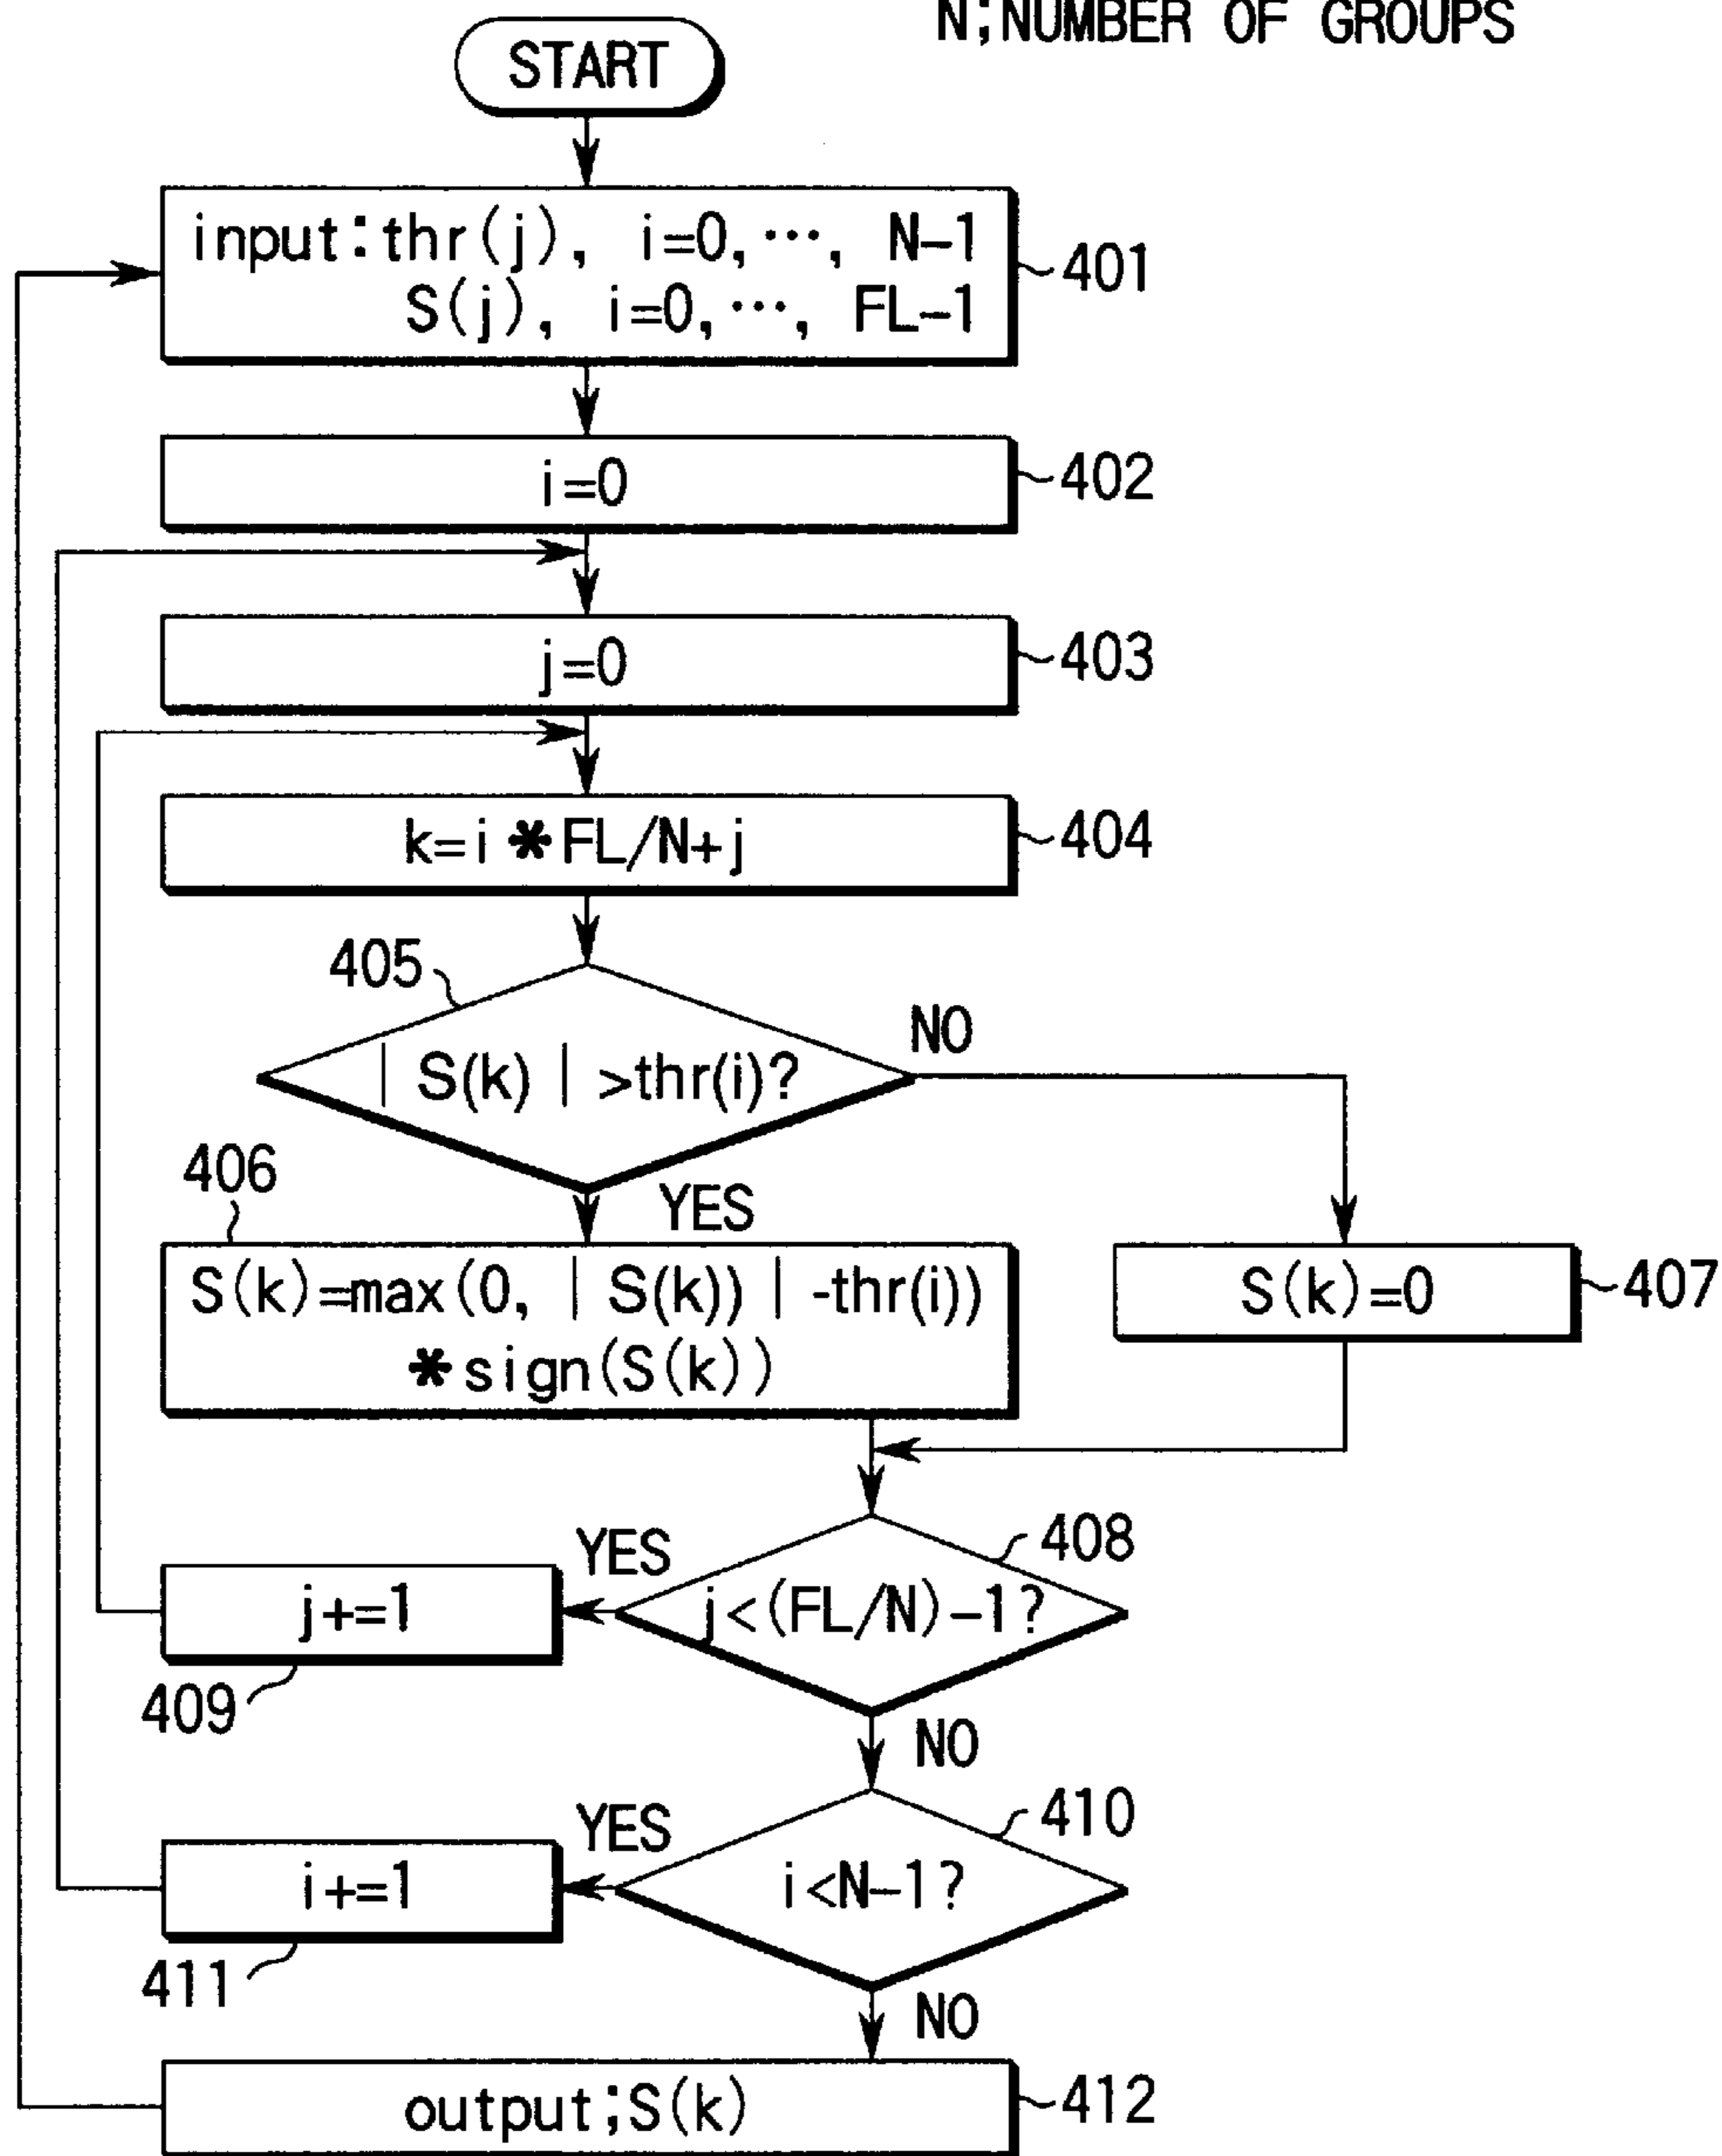 N;NUMBER OF GROUPS
START
input:thr(j), i=0,···, N-1
S(j), i=0,···, FL-1
401
i=0
402
j=0
403
k=i*FL/N+j
404
405
| S(k) | >thr(i)?
NO
YES
406
S(k)=max(0, | S(k)) | -thr(i))
*sign(S(k))
S(k)=0
407
408
j<(FL/N)-1?
YES
j+=1
409
NO
410
i<N-1?
YES
i+=1
411
NO
output;S(k)
412